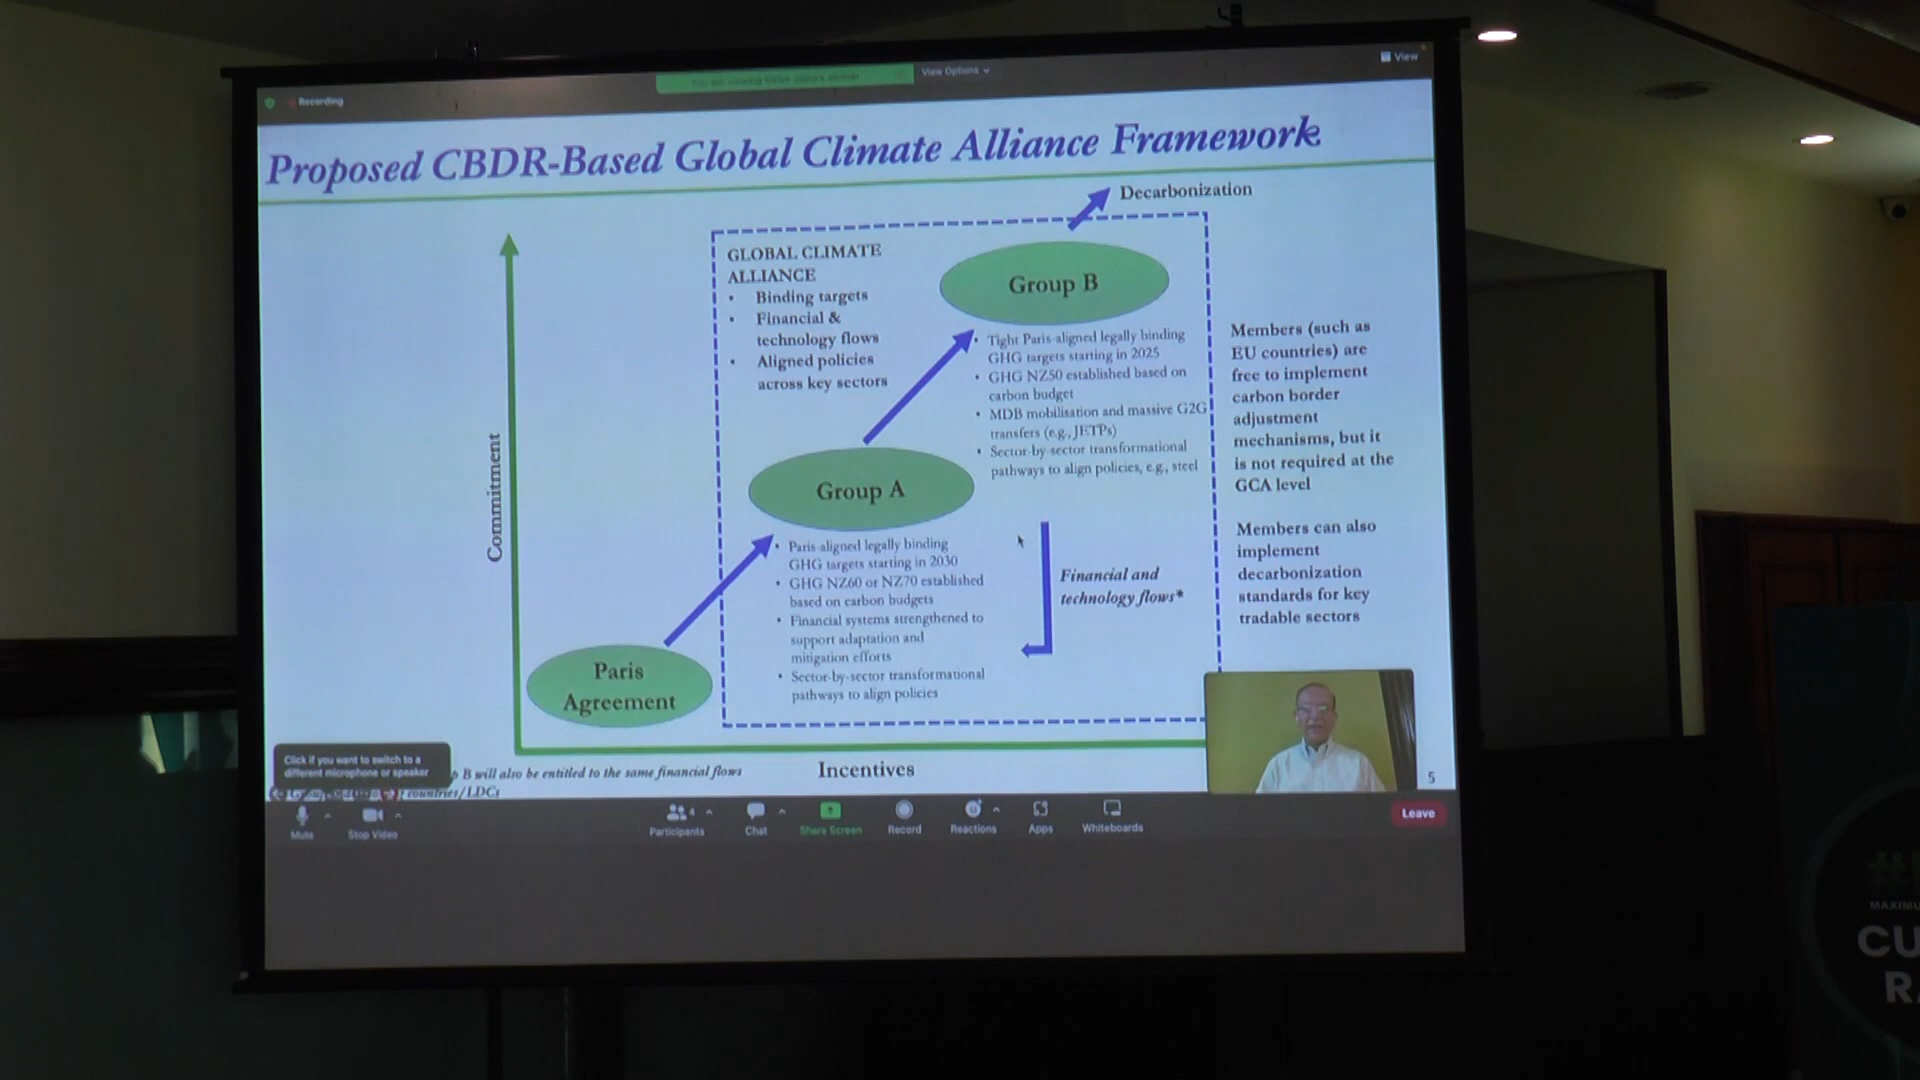 Recording
View Options
View
Proposed CBDR-Based Global Climate Alliance Framework
Decarbonization
GLOBAL CLIMATE
ALLIANCE
• Binding targets
• Financial &
technology flows
• Aligned policies
across key sectors
Group B
• Tight Paris-aligned legally binding
GHG targets starting in 2025
• GHG NZ50 established based on
carbon budget
• MDB mobilisation and massive G2G
transfers (e.g., JETPs)
• Sector-by-sector transformational
pathways to align policies, e.g., steel
Members (such as
EU countries) are
free to implement
carbon border
adjustment
mechanisms, but it
is not required at the
GCA level
Members can also
implement
decarbonization
standards for key
tradable sectors
Commitment
Group A
• Paris-aligned legally binding
GHG targets starting in 2030
• GHG NZ60 or NZ70 established
based on carbon budgets
• Financial systems strengthened to
support adaptation and
mitigation efforts
• Sector-by-sector transformational
pathways to align policies
Financial and
technology flows*
Paris
Agreement
Click if you want to switch to a
different microphone or speaker
B will also be entitled to the same financial flows
countries/LDCs
Incentives
5
Mute
Stop Video
Participants
4
Chat
Share Screen
Record
Reactions
Apps
Whiteboards
Leave
CU
R